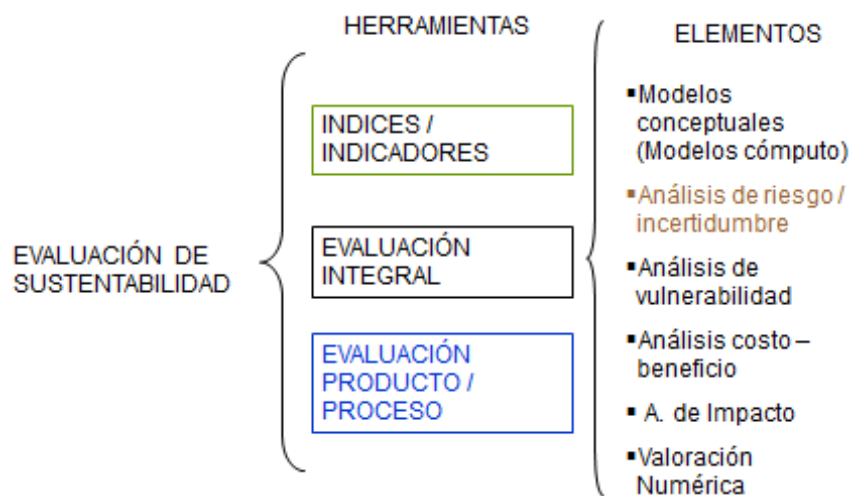 HERRAMIENTAS
ELEMENTOS
EVALUACIÓN DE
SUSTENTABILIDAD
INDICES /
INDICADORES
EVALUACIÓN
INTEGRAL
EVALUACIÓN
PRODUCTO /
PROCESO
▪Modelos
conceptuales
(Modelos cómputo)
▪Análisis de riesgo /
incertidumbre
▪Análisis de
vulnerabilidad
▪Análisis costo –
beneficio
▪ A. de Impacto
▪Valoración
Numérica